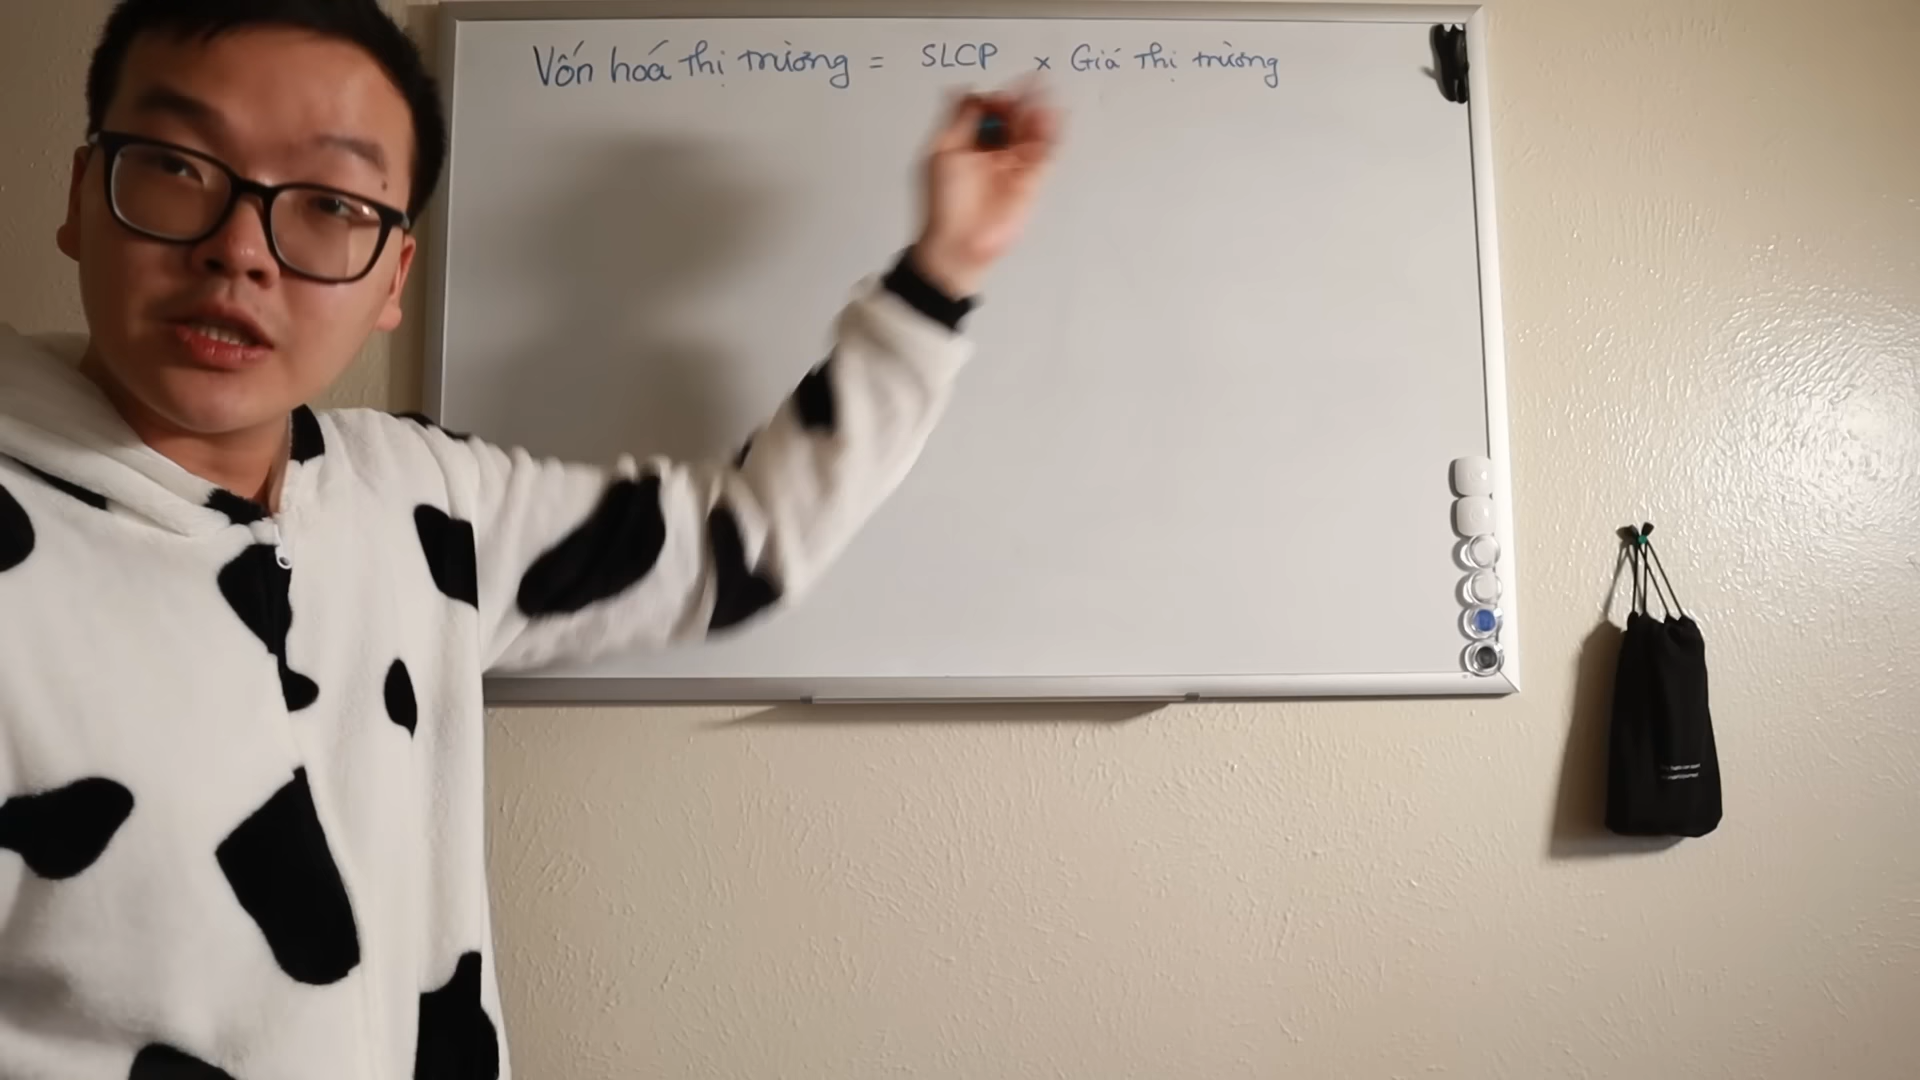 Vốn hoá thị trường = SLCP x Giá thị trường